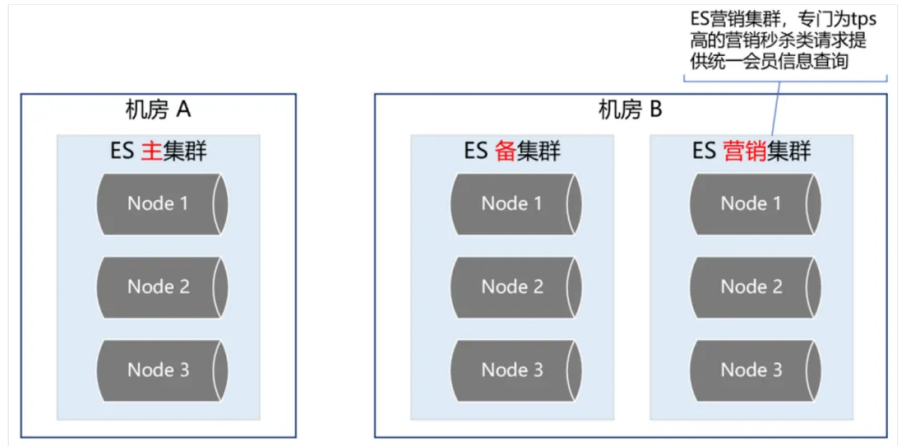 ES营销集群，专门为tps
高的营销秒杀类请求提
供统一会员信息查询
机房 A
机房 B
ES 主集群
ES 备集群
ES 营销集群
Node 1
Node 1
Node 1
Node 2
Node 2
Node 2
Node 3
Node 3
Node 3